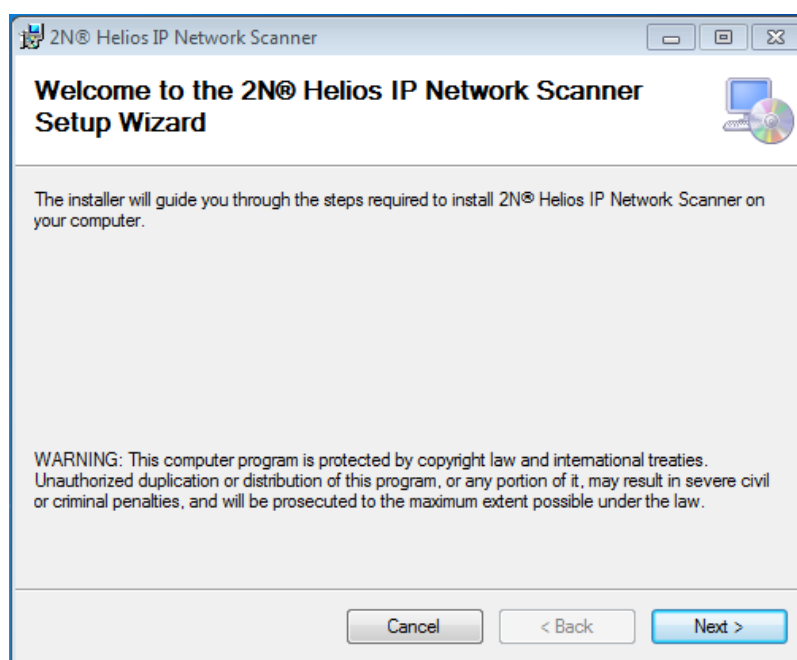 2N® Helios IP Network Scanner
Welcome to the 2N® Helios IP Network Scanner
Setup Wizard
The installer will guide you through the steps required to install 2N® Helios IP Network Scanner on
your computer.
WARNING: This computer program is protected by copyright law and international treaties.
Unauthorized duplication or distribution of this program, or any portion of it, may result in severe civil
or criminal penalties, and will be prosecuted to the maximum extent possible under the law.
Cancel < Back Next >